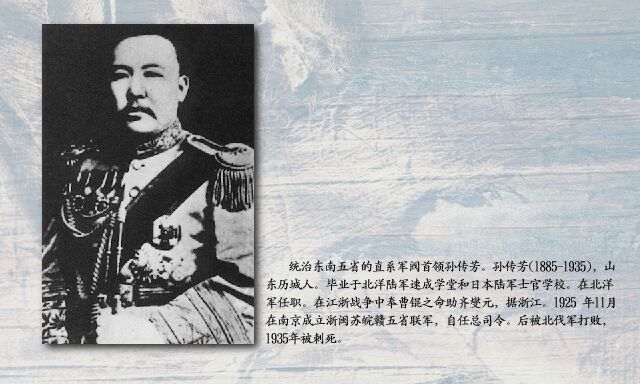 统治东南五省的直系军阀首领孙传芳。孙传芳(1885-1935)，山
东历城人。毕业于北洋陆军速成学堂和日本陆军士官学校。在北洋
军任职。在江浙战争中奉曹锟之命助齐燮元，据浙江。1925 年11月
在南京成立浙闽苏皖赣五省联军，自任总司令。后被北伐军打败，
1935年被刺死。